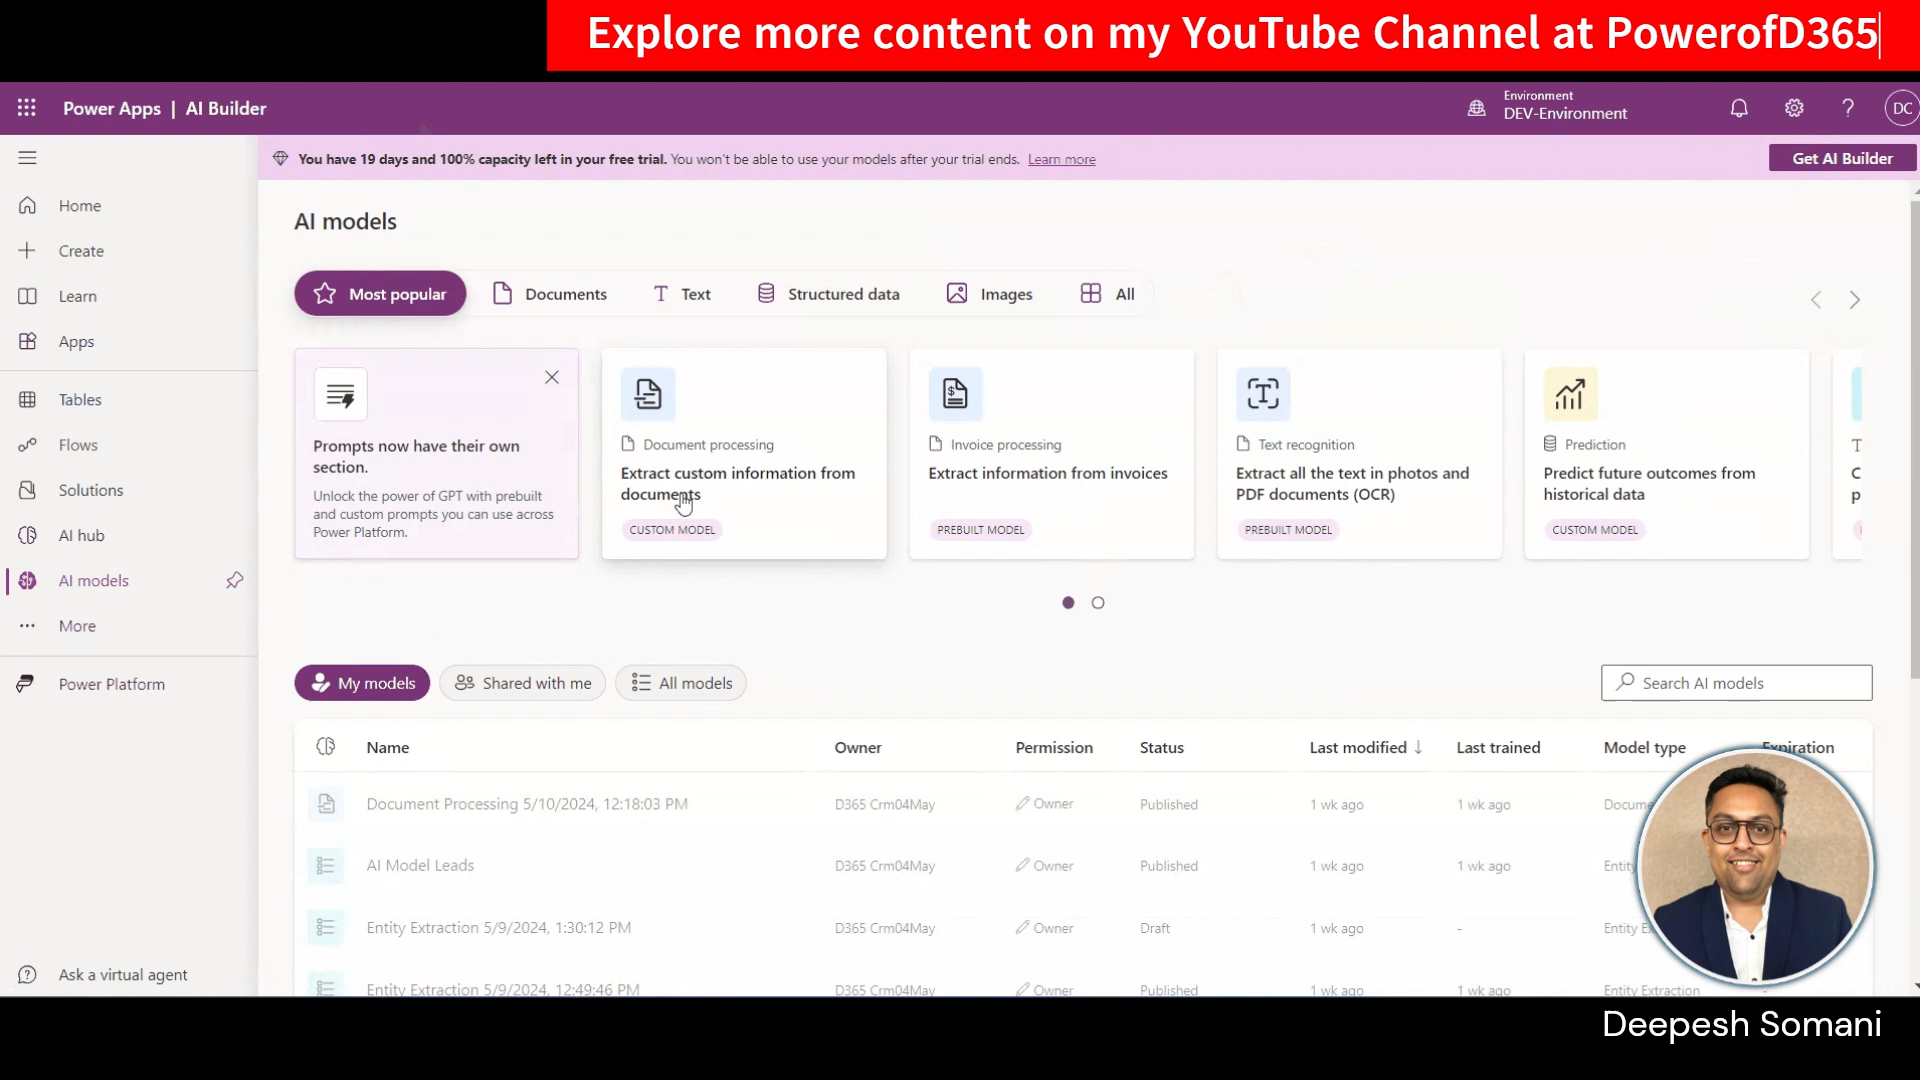 Explore more content on my YouTube Channel at PowerofD365
Power Apps | AI Builder
Environment
DEV-Environment
DC
You have 19 days and 100% capacity left in your free trial. You won't be able to use your models after your trial ends. Learn more
Get AI Builder
Home
Create
Learn
Apps
Tables
Flows
Solutions
AI hub
AI models
More
Power Platform
Ask a virtual agent
AI models
Most popular
Documents
Text
Structured data
Images
All
Prompts now have their own
section.
Unlock the power of GPT with prebuilt
and custom prompts you can use across
Power Platform.
Document processing
Extract custom information from
documents
CUSTOM MODEL
Invoice processing
Extract information from invoices
PREBUILT MODEL
Text recognition
Extract all the text in photos and
PDF documents (OCR)
PREBUILT MODEL
Prediction
Predict future outcomes from
historical data
CUSTOM MODEL
My models
Shared with me
All models
Search AI models
Name Owner Permission Status Last modified Last trained Model type Expiration
Document Processing 5/10/2024, 12:18:03 PM D365 Crm04May Owner Published 1 wk ago 1 wk ago
AI Model Leads D365 Crm04May Owner Published 1 wk ago 1 wk ago Entity
Entity Extraction 5/9/2024, 1:30:12 PM D365 Crm04May Owner Draft 1 wk ago - Entity
Entity Extraction 5/9/2024, 12:49:46 PM D365 Crm04May Owner Published 1 wk ago 1 wk ago Entity Extraction -
Deepesh Somani